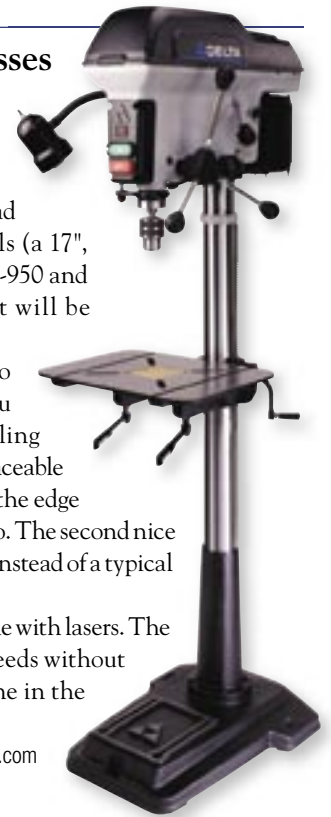 sses
DELTA
nd
ls (a 17",
-950 and
t will be
o
u
ling
ceable
the edge
o. The second nice
nstead of a typical
e with lasers. The
eeds without
ne in the
.com